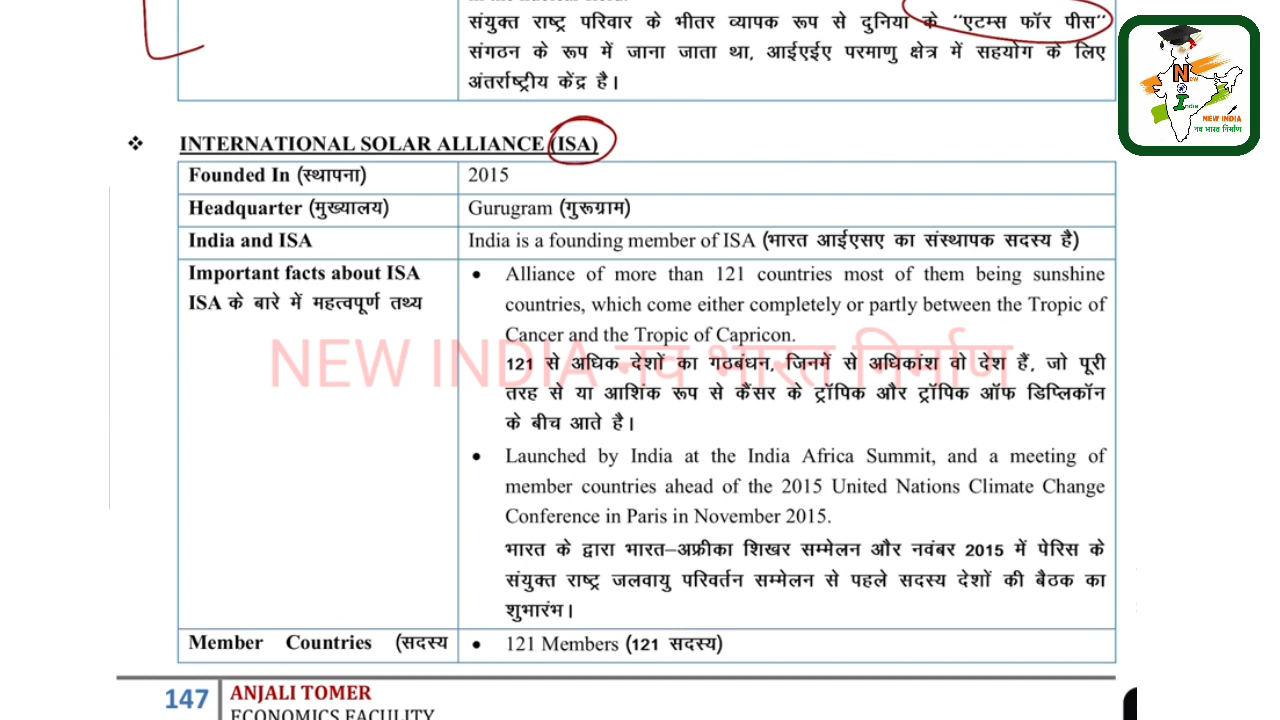 संयुक्त राष्ट्र परिवार के भीतर व्यापक रूप से दुनिया के "एटम्स फॉर पीस"
संगठन के रूप में जाना जाता था, आईएईए परमाणु क्षेत्र में सहयोग के लिए
अंतर्राष्ट्रीय केंद्र है।
New
India
NEW INDIA
नव भारत निर्माण
❖ INTERNATIONAL SOLAR ALLIANCE (ISA)
Founded In (स्थापना) 2015
Headquarter (मुख्यालय) Gurugram (गुरूग्राम)
India and ISA India is a founding member of ISA (भारत आईएसए का संस्थापक सदस्य है)
Important facts about ISA
ISA के बारे में महत्वपूर्ण तथ्य
• Alliance of more than 121 countries most of them being sunshine
countries, which come either completely or partly between the Tropic of
Cancer and the Tropic of Capricon.
121 से अधिक देशों का गठबंधन, जिनमें से अधिकांश वो देश हैं, जो पूरी
तरह से या आशिंक रूप से कैंसर के ट्रॉपिक और ट्रॉपिक ऑफ डिप्लिकॉन
के बीच आते है।
NEW INDIA नव भारत निर्माण
• Launched by India at the India Africa Summit, and a meeting of
member countries ahead of the 2015 United Nations Climate Change
Conference in Paris in November 2015.
भारत के द्वारा भारत–अफ्रीका शिखर सम्मेलन और नवंबर 2015 में पेरिस के
संयुक्त राष्ट्र जलवायु परिवर्तन सम्मेलन से पहले सदस्य देशों की बैठक का
शुभारंभ।
Member Countries (सदस्य • 121 Members (121 सदस्य)
147 ANJALI TOMER
ECONOMICS FACULITY